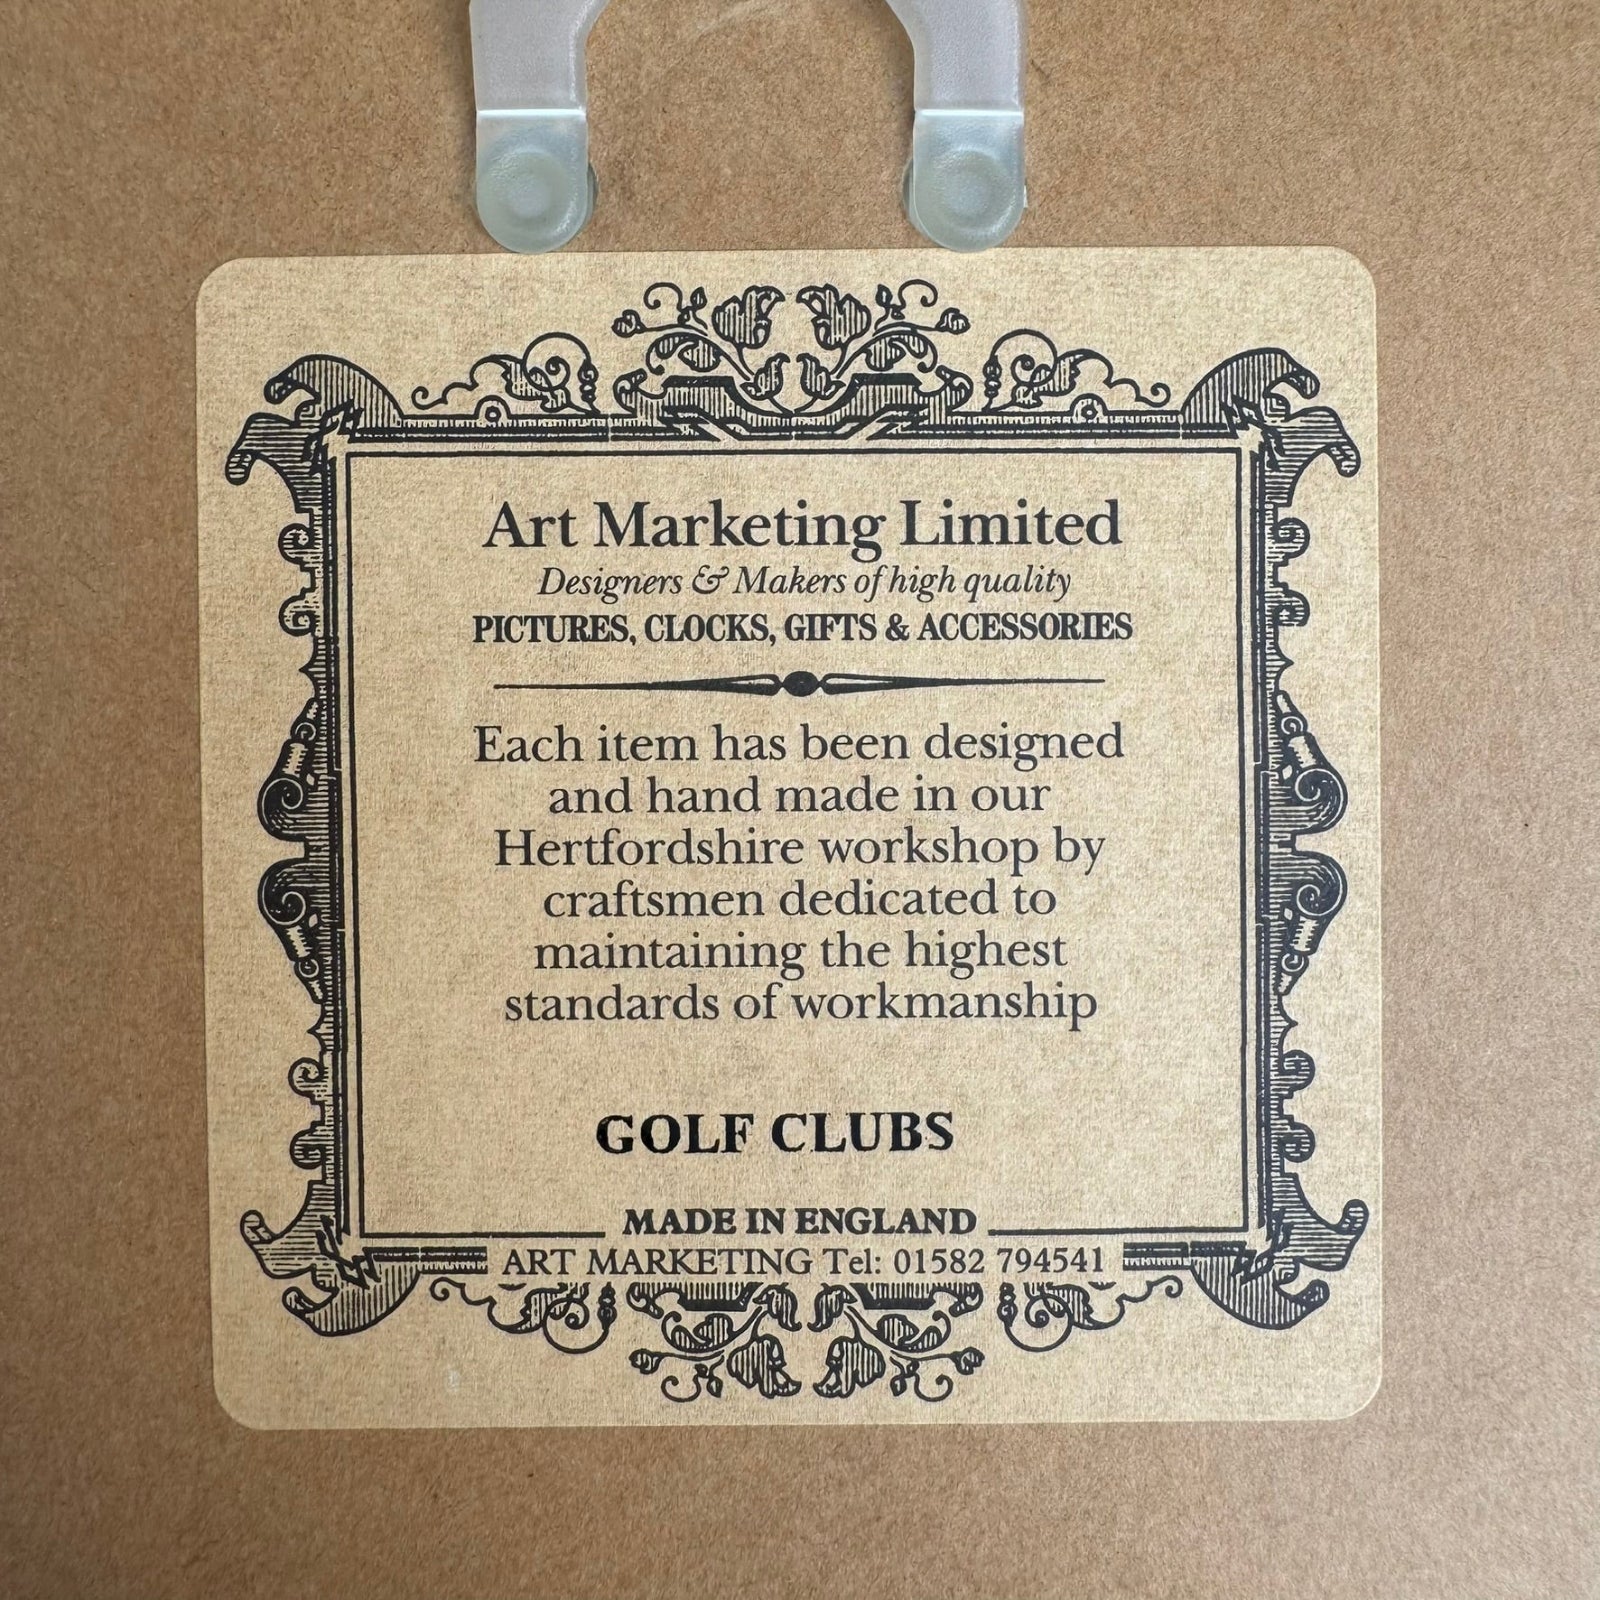 Art Marketing Limited
Designers & Makers of high quality
PICTURES, CLOCKS, GIFTS & ACCESSORIES
Each item has been designed
and hand made in our
Hertfordshire workshop by
craftsmen dedicated to
maintaining the highest
standards of workmanship
GOLF CLUBS
MADE IN ENGLAND
ART MARKETING Tel: 01582 794541